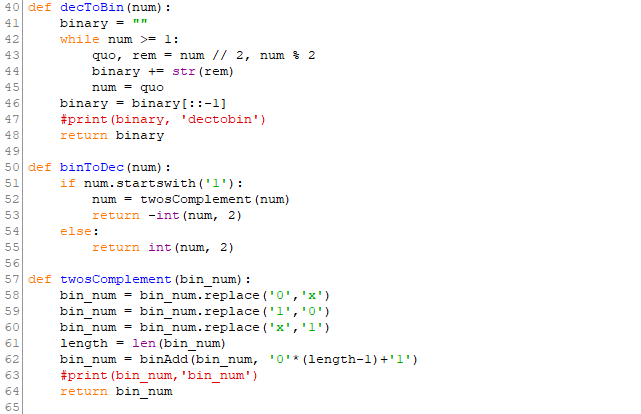 40 def decToBin(num):
41     binary = ""
42     while num >= 1:
43         quo, rem = num // 2, num % 2
44         binary += str(rem)
45         num = quo
46     binary = binary[::-1]
47     #print(binary, 'dectobin')
48     return binary
49
50 def binToDec(num):
51     if num.startswith('1'):
52         num = twosComplement(num)
53         return -int(num, 2)
54     else:
55         return int(num, 2)
56
57 def twosComplement(bin_num):
58     bin_num = bin_num.replace('0','x')
59     bin_num = bin_num.replace('1','0')
60     bin_num = bin_num.replace('x','1')
61     length = len(bin_num)
62     bin_num = binAdd(bin_num, '0'*(length-1)+'1')
63     #print(bin_num,'bin_num')
64     return bin_num
65